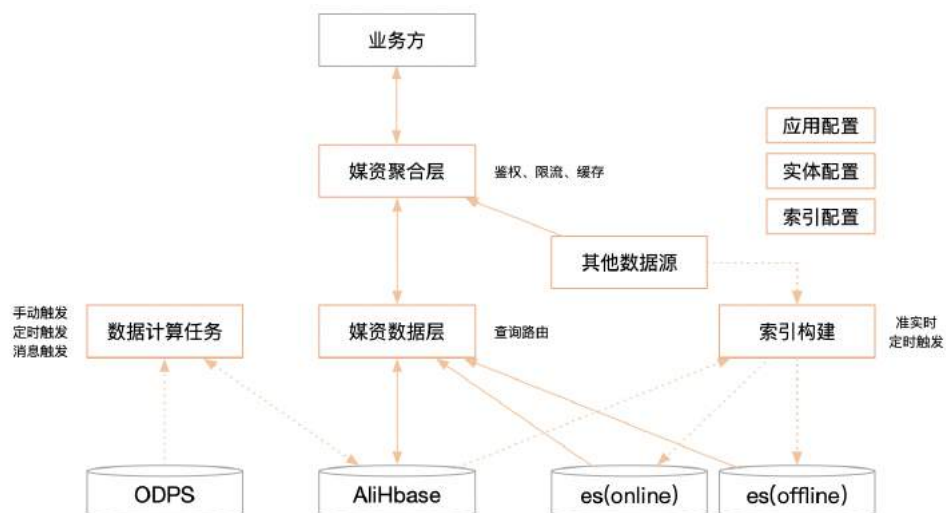 业务方
应用配置
媒资聚合层
鉴权、限流、缓存
实体配置
索引配置
其他数据源
手动触发
定时触发
消息触发
数据计算任务
媒资数据层
查询路由
索引构建
准实时
定时触发
ODPS
AliHbase
es(online)
es(offline)